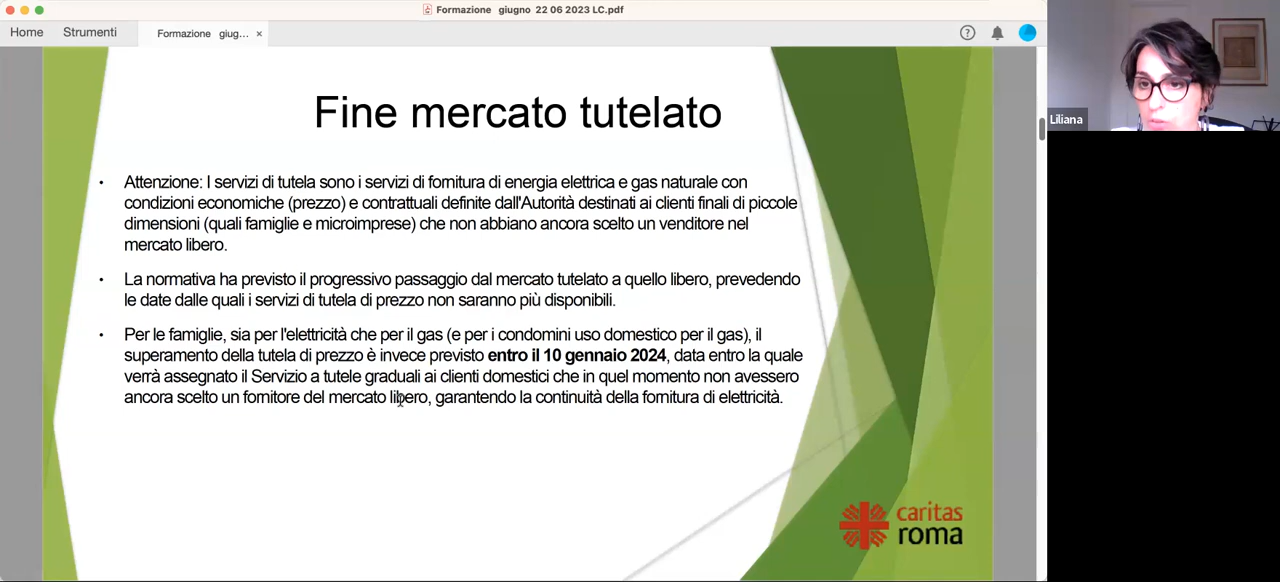 Formazione giugno 22 06 2023 LC.pdf
Home Strumenti Formazione giug... ×
Liliana
Fine mercato tutelato
• Attenzione: I servizi di tutela sono i servizi di fornitura di energia elettrica e gas naturale con
condizioni economiche (prezzo) e contrattuali definite dall'Autorità destinati ai clienti finali di piccole
dimensioni (quali famiglie e microimprese) che non abbiano ancora scelto un venditore nel
mercato libero.
• La normativa ha previsto il progressivo passaggio dal mercato tutelato a quello libero, prevedendo
le date dalle quali i servizi di tutela di prezzo non saranno più disponibili.
• Per le famiglie, sia per l'elettricità che per il gas (e per i condomini uso domestico per il gas), il
superamento della tutela di prezzo è invece previsto entro il 10 gennaio 2024, data entro la quale
verrà assegnato il Servizio a tutele graduali ai clienti domestici che in quel momento non avessero
ancora scelto un fornitore del mercato libero, garantendo la continuità della fornitura di elettricità.
caritas
roma